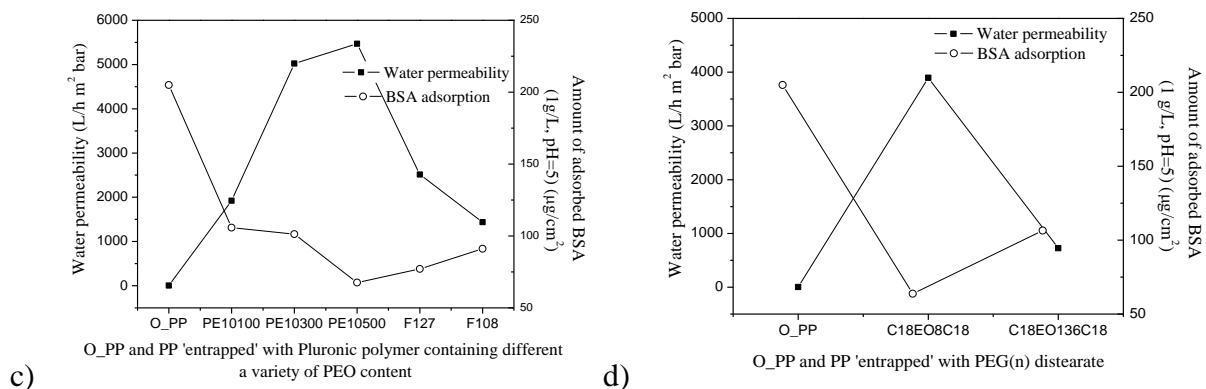 6000
5000
4000
3000
2000
1000
0
Water permeability (L/h m² bar)
Water permeability
BSA adsorption
250
200
150
100
50
Amount of adsorbed BSA
(1g/L, pH=5) (µg/cm²)
O_PP PE10100 PE10300 PE10500 F127 F108
O_PP and PP 'entrapped' with Pluronic polymer containing different
a variety of PEO content
c)
5000
4000
3000
2000
1000
0
Water permeability (L/h m² bar)
Water permeability
BSA adsorption
250
200
150
100
50
Amount of adsorbed BSA
(1 g/L, pH=5) (µg/cm²)
O_PP C18EO8C18 C18EO136C18
O_PP and PP 'entrapped' with PEG(n) distearate
d)